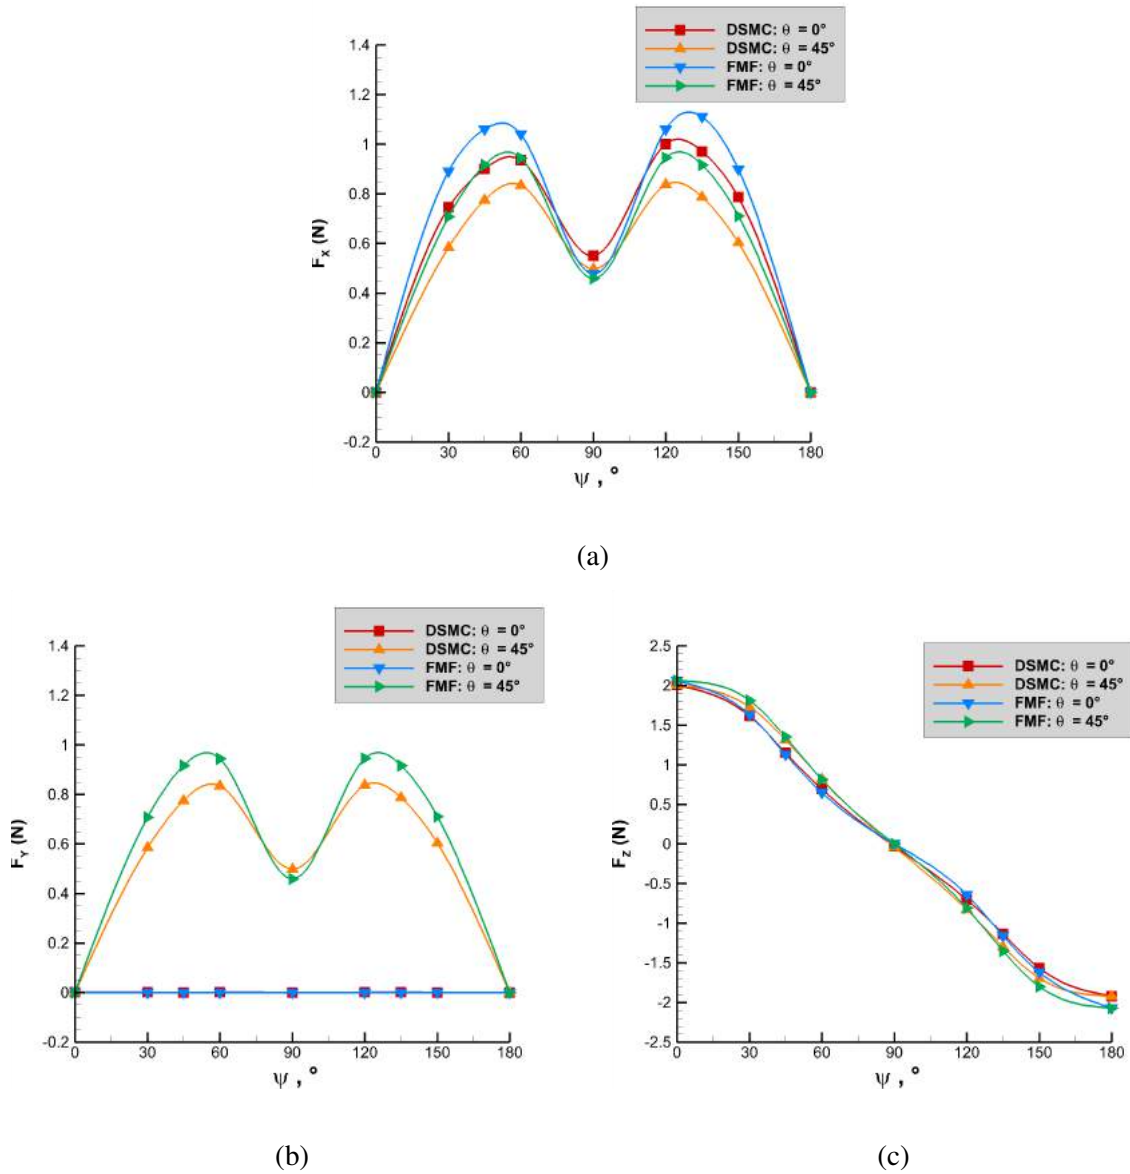 DSMC: θ = 0°
DSMC: θ = 45°
FMF: θ = 0°
FMF: θ = 45°
1.4
1.2
1
0.8
0.6
0.4
0.2
0
-0.2
F_X (N)
0 30 60 90 120 150 180
ψ , °
(a)
DSMC: θ = 0°
DSMC: θ = 45°
FMF: θ = 0°
FMF: θ = 45°
1.4
1.2
1
0.8
0.6
0.4
0.2
0
-0.2
F_Y (N)
0 30 60 90 120 150 180
ψ , °
(b)
DSMC: θ = 0°
DSMC: θ = 45°
FMF: θ = 0°
FMF: θ = 45°
2.5
2
1.5
1
0.5
0
-0.5
-1
-1.5
-2
-2.5
F_Z (N)
0 30 60 90 120 150 180
ψ , °
(c)